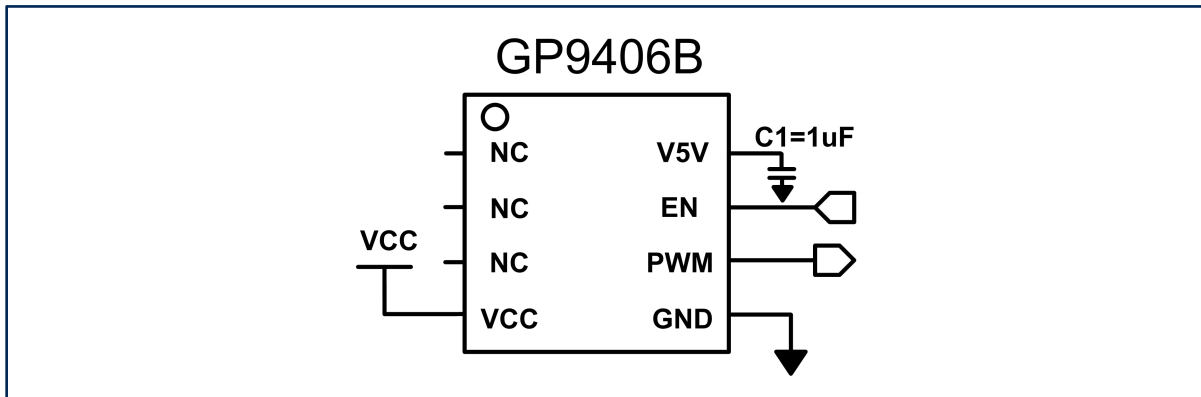 GP9406B
C1=1uF
NC
V5V
NC
EN
VCC
NC
PWM
VCC
GND